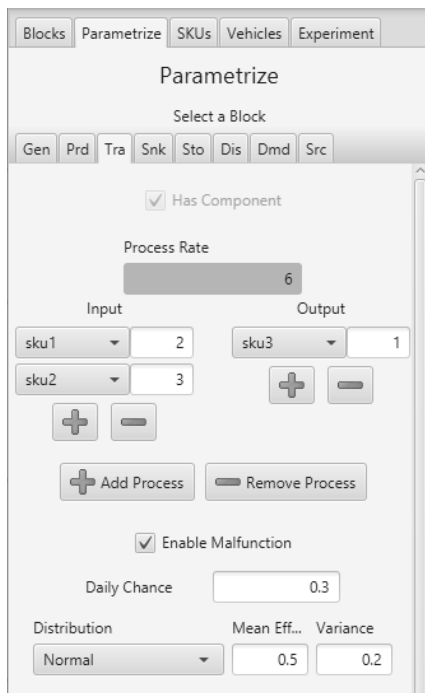 Blocks Parametrize SKUs Vehicles Experiment
Parametrize
Select a Block
Gen Prd Tra Snk Sto Dis Dmd Src
Has Component
Process Rate
6
Input Output
sku1 2 sku3 1
sku2 3
Add Process Remove Process
Enable Malfunction
Daily Chance 0.3
Distribution Mean Eff... Variance
Normal 0.5 0.2